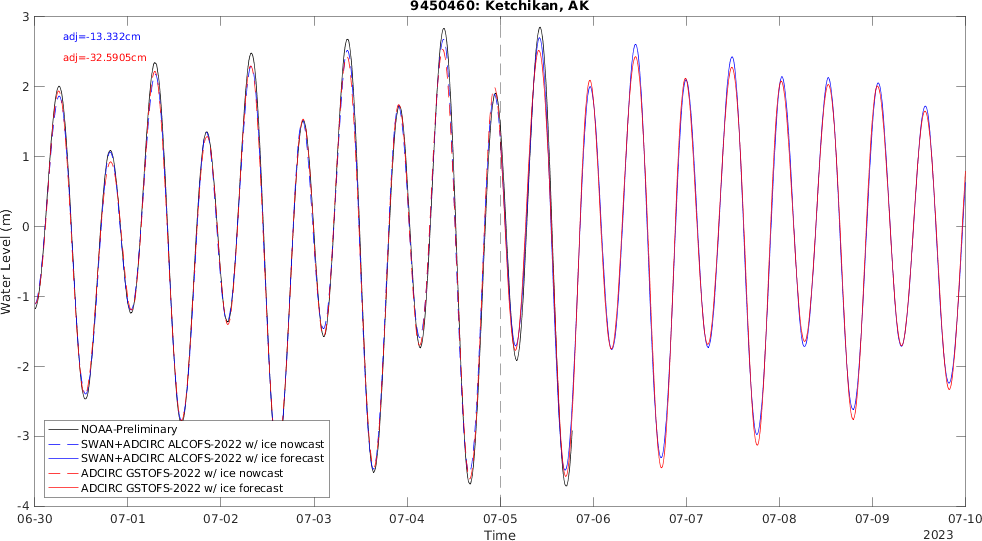 9450460: Ketchikan, AK
adj=-13.332cm
adj=-32.5905cm
3
2
1
0
-1
-2
-3
-4
Water Level (m)
NOAA-Preliminary
SWAN+ADCIRC ALCOFS-2022 w/ ice nowcast
SWAN+ADCIRC ALCOFS-2022 w/ ice forecast
ADCIRC GSTOFS-2022 w/ ice nowcast
ADCIRC GSTOFS-2022 w/ ice forecast
06-30 07-01 07-02 07-03 07-04 07-05 07-06 07-07 07-08 07-09 07-10
Time
2023